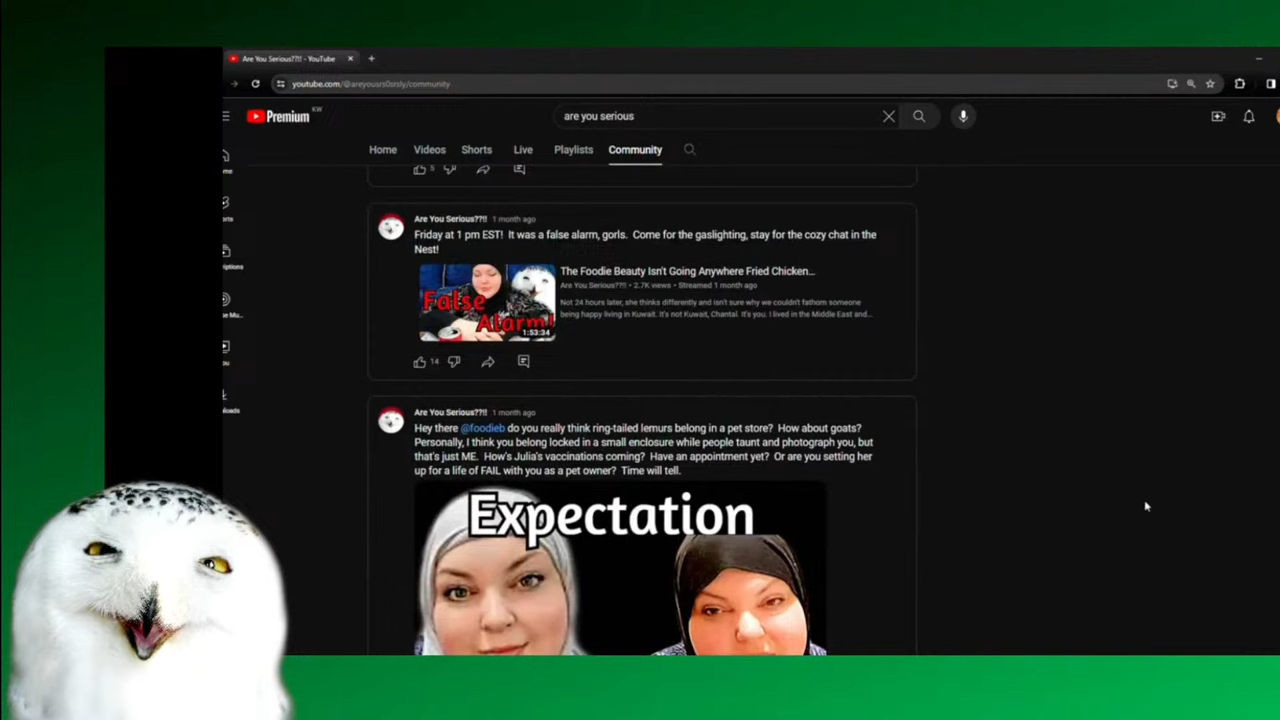 Are You Serious??!! - YouTube
youtube.com/@areyousrs0srsly/community
Premium KW
are you serious
Home Videos Shorts Live Playlists Community
5
Are You Serious??!! 1 month ago
Friday at 1 pm EST! It was a false alarm, gorls. Come for the gaslighting, stay for the cozy chat in the
Nest!
False
Alarm!
1:53:34
The Foodie Beauty Isn't Going Anywhere Fried Chicken...
Are You Serious??!! • 2.7K views • Streamed 1 month ago
Not 24 hours later, she thinks differently and isn't sure why we couldn't fathom someone
being happy living in Kuwait. It's not Kuwait, Chantal. It's you. I lived in the Middle East and...
14
Are You Serious??!! 1 month ago
Hey there @foodieb do you really think ring-tailed lemurs belong in a pet store? How about goats?
Personally, I think you belong locked in a small enclosure while people taunt and photograph you, but
that's just ME. How's Julia's vaccinations coming? Have an appointment yet? Or are you setting her
up for a life of FAIL with you as a pet owner? Time will tell.
Expectation